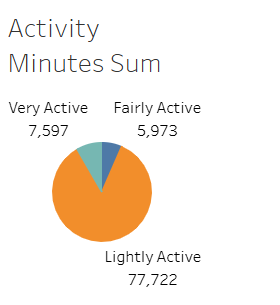 Activity
Minutes Sum
Very Active
7,597
Fairly Active
5,973
Lightly Active
77,722